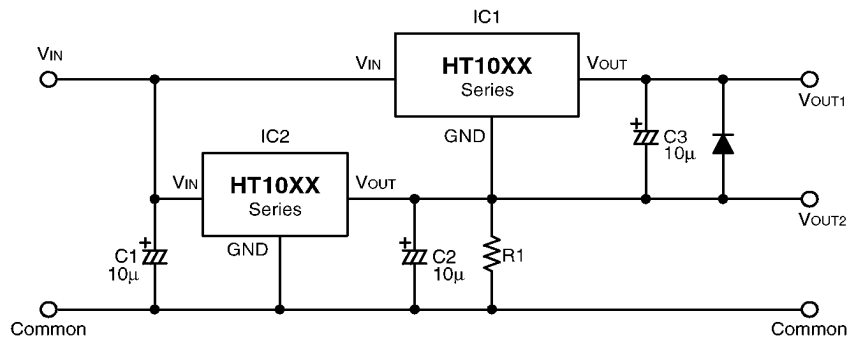 IC1
VIN
VIN
HT10XX
VOUT
Series
VOUT1
GND
C3
10µ
IC2
VIN
HT10XX
VOUT
Series
VOUT2
GND
C1
10µ
C2
10µ
R1
Common
Common